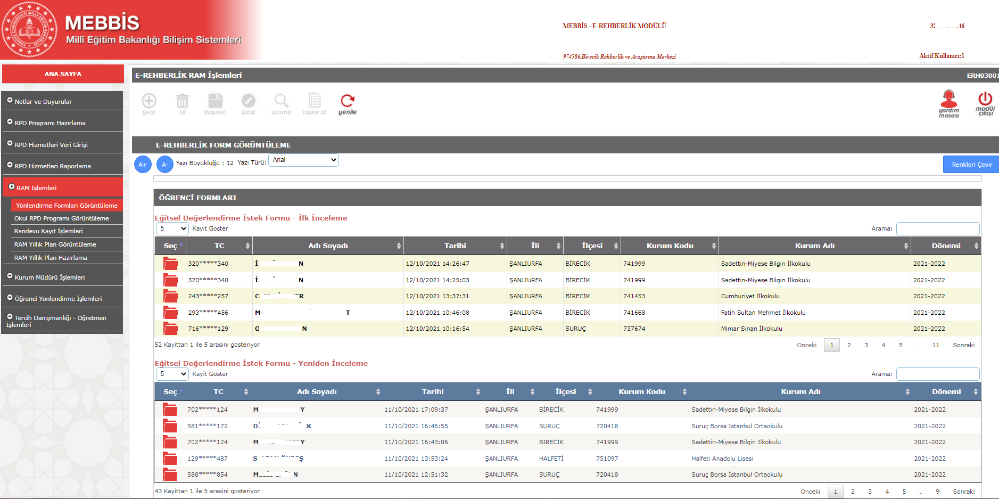 MEBBİS
Millî Eğitim Bakanlığı Bilişim Sistemleri
MEBBİS - E-REHBERLİK MODÜLÜ
974586,Birecik Rehberlik ve Araştırma Merkezi
Aktif Kullanıcı:1
ANA SAYFA
Notlar ve Duyurular
RPD Programı Hazırlama
RPD Hizmetleri Veri Girişi
RPD Hizmetleri Raporlama
RAM İşlemleri
Yönlendirme Formları Görüntüleme
Okul RPD Programı Görüntüleme
Randevu Kayıt İşlemleri
RAM Yıllık Plan Görüntüleme
RAM Yıllık Plan Hazırlama
Kurum Müdürü İşlemleri
Öğrenci Yönlendirme İşlemleri
Tercih Danışmanlığı - Öğretmen
İşlemleri
E-REHBERLİK RAM İşlemleri ERH03001
yeni sil kaydet iptal arama rapor al yenile yardım masası modül çıkışı
E-REHBERLİK FORM GÖRÜNTÜLEME
A+ A- Yazı Büyüklüğü : 12 Yazı Türü: Arial Renkleri Çevir
ÖĞRENCİ FORMLARI
Eğitsel Değerlendirme İstek Formu - İlk İnceleme
5 Kayit Goster Arama:
Seç TC Adı Soyadı Tarihi İli İlçesi Kurum Kodu Kurum Adı Dönemi
320*****340 12/10/2021 14:26:47 ŞANLIURFA BİRECİK 741999 Sadettin-Miyese Bilgin İlkokulu 2021-2022
320*****340 12/10/2021 14:25:03 ŞANLIURFA BİRECİK 741999 Sadettin-Miyese Bilgin İlkokulu 2021-2022
243*****257 12/10/2021 13:37:31 ŞANLIURFA BİRECİK 741453 Cumhuriyet İlkokulu 2021-2022
293*****456 12/10/2021 10:46:08 ŞANLIURFA BİRECİK 741668 Fatih Sultan Mehmet İlkokulu 2021-2022
716*****129 12/10/2021 10:16:54 ŞANLIURFA SURUÇ 737674 Mimar Sinan İlkokulu 2021-2022
52 Kayittan 1 ile 5 arasini gosteriyor Onceki 1 2 3 4 5 ... 11 Sonraki
Eğitsel Değerlendirme İstek Formu - Yeniden İnceleme
5 Kayit Goster Arama:
Seç TC Adı Soyadı Tarihi İli İlçesi Kurum Kodu Kurum Adı Dönemi
702*****124 11/10/2021 17:09:37 ŞANLIURFA BİRECİK 741999 Sadettin-Miyese Bilgin İlkokulu 2021-2022
581*****172 11/10/2021 16:46:55 ŞANLIURFA SURUÇ 720418 Suruç Borsa İstanbul Ortaokulu 2021-2022
702*****124 11/10/2021 16:43:06 ŞANLIURFA BİRECİK 741999 Sadettin-Miyese Bilgin İlkokulu 2021-2022
129*****487 11/10/2021 13:53:24 ŞANLIURFA HALFETİ 751097 Halfeti Anadolu Lisesi 2021-2022
588*****854 11/10/2021 12:51:32 ŞANLIURFA SURUÇ 720418 Suruç Borsa İstanbul Ortaokulu 2021-2022
43 Kayittan 1 ile 5 arasini gosteriyor Onceki 1 2 3 4 5 ... 9 Sonraki